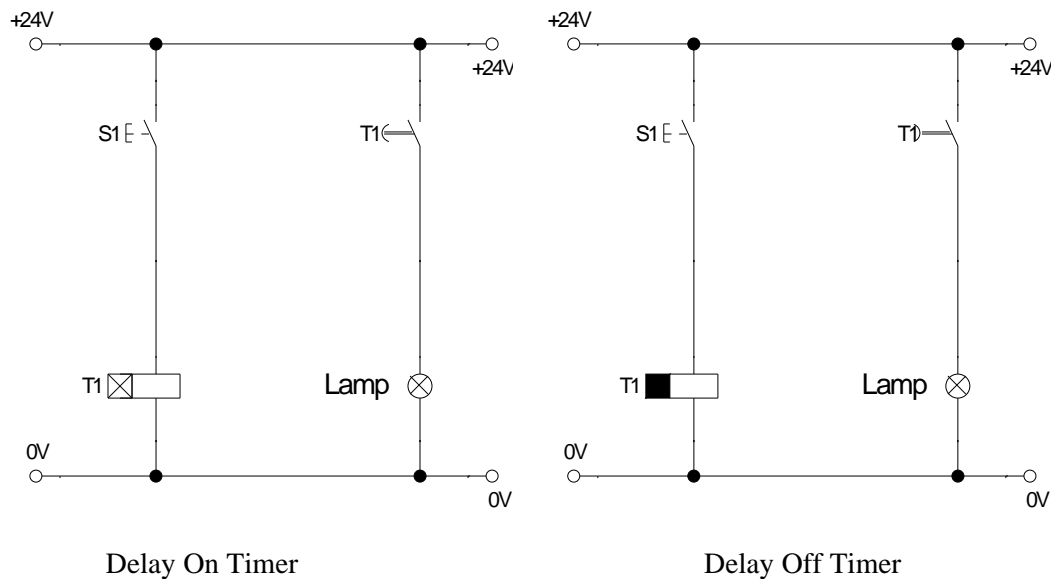 +24V
+24V
S1
T1
T1
Lamp
0V
0V
Delay On Timer
+24V
+24V
S1
T1
T1
Lamp
0V
0V
Delay Off Timer